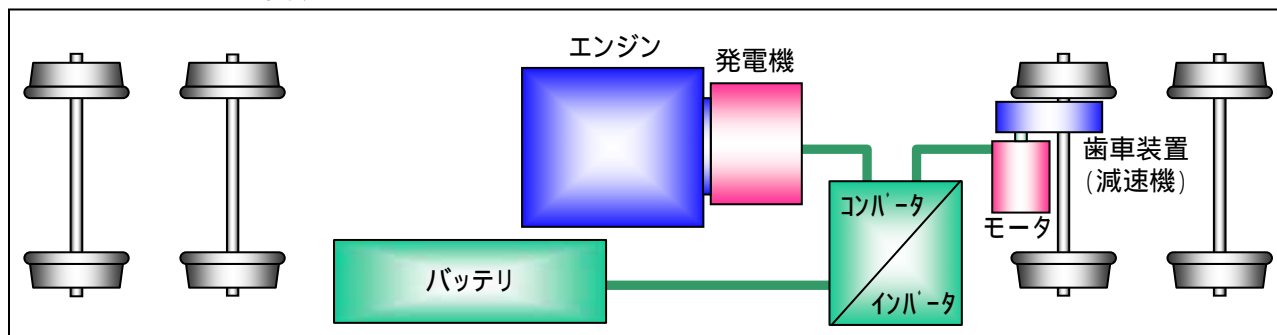 エンジン
発電機
歯車装置
(減速機)
コンバータ
モータ
バッテリ
インバータ